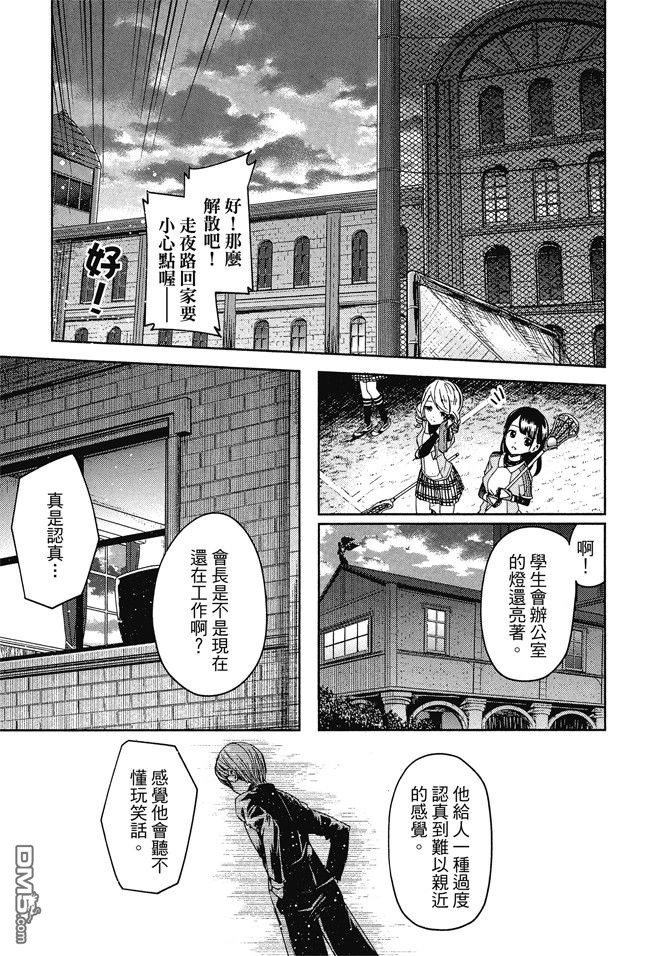 好！那麼
解散吧！
走夜路回家要
小心點喔——
好！
啊！
學生會辦公室
的燈還亮著。
會長是不是現在
還在工作啊？
真是認真…
他給人一種過度
認真到難以親近
的感覺。
感覺他會聽不
懂玩笑話。
DM5